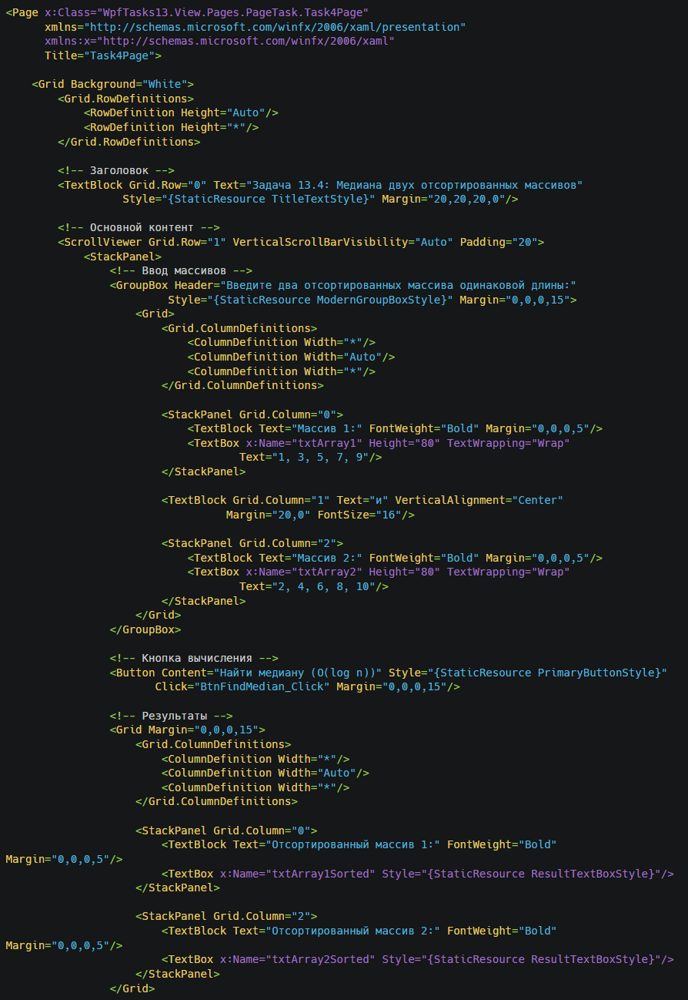 <Page x:Class="WpfTasks13.View.Pages.PageTask.Task4Page"
      xmlns="http://schemas.microsoft.com/winfx/2006/xaml/presentation"
      xmlns:x="http://schemas.microsoft.com/winfx/2006/xaml"
      Title="Task4Page">

    <Grid Background="White">
        <Grid.RowDefinitions>
            <RowDefinition Height="Auto"/>
            <RowDefinition Height="*"/>
        </Grid.RowDefinitions>

        <!-- Заголовок -->
        <TextBlock Grid.Row="0" Text="Задача 13.4: Медиана двух отсортированных массивов"
                  Style="{StaticResource TitleTextStyle}" Margin="20,20,20,0"/>

        <!-- Основной контент -->
        <ScrollViewer Grid.Row="1" VerticalScrollBarVisibility="Auto" Padding="20">
            <StackPanel>
                <!-- Ввод массивов -->
                <GroupBox Header="Введите два отсортированных массива одинаковой длины:"
                         Style="{StaticResource ModernGroupBoxStyle}" Margin="0,0,0,15">
                    <Grid>
                        <Grid.ColumnDefinitions>
                            <ColumnDefinition Width="*"/>
                            <ColumnDefinition Width="Auto"/>
                            <ColumnDefinition Width="*"/>
                        </Grid.ColumnDefinitions>

                        <StackPanel Grid.Column="0">
                            <TextBlock Text="Массив 1:" FontWeight="Bold" Margin="0,0,0,5"/>
                            <TextBox x:Name="txtArray1" Height="80" TextWrapping="Wrap"
                                    Text="1, 3, 5, 7, 9"/>
                        </StackPanel>

                        <TextBlock Grid.Column="1" Text="и" VerticalAlignment="Center"
                                  Margin="20,0" FontSize="16"/>

                        <StackPanel Grid.Column="2">
                            <TextBlock Text="Массив 2:" FontWeight="Bold" Margin="0,0,0,5"/>
                            <TextBox x:Name="txtArray2" Height="80" TextWrapping="Wrap"
                                    Text="2, 4, 6, 8, 10"/>
                        </StackPanel>
                    </Grid>
                </GroupBox>

                <!-- Кнопка вычисления -->
                <Button Content="Найти медиану (O(log n))" Style="{StaticResource PrimaryButtonStyle}"
                       Click="BtnFindMedian_Click" Margin="0,0,0,15"/>

                <!-- Результаты -->
                <Grid Margin="0,0,0,15">
                    <Grid.ColumnDefinitions>
                        <ColumnDefinition Width="*"/>
                        <ColumnDefinition Width="Auto"/>
                        <ColumnDefinition Width="*"/>
                    </Grid.ColumnDefinitions>

                    <StackPanel Grid.Column="0">
                        <TextBlock Text="Отсортированный массив 1:" FontWeight="Bold"
Margin="0,0,0,5"/>
                        <TextBox x:Name="txtArray1Sorted" Style="{StaticResource ResultTextBoxStyle}"/>
                    </StackPanel>

                    <StackPanel Grid.Column="2">
                        <TextBlock Text="Отсортированный массив 2:" FontWeight="Bold"
Margin="0,0,0,5"/>
                        <TextBox x:Name="txtArray2Sorted" Style="{StaticResource ResultTextBoxStyle}"/>
                    </StackPanel>
                </Grid>